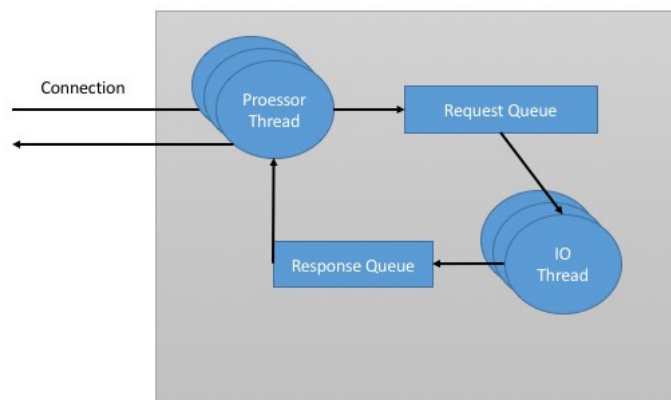 Connection
Proessor
Thread
Request Queue
Response Queue
IO
Thread